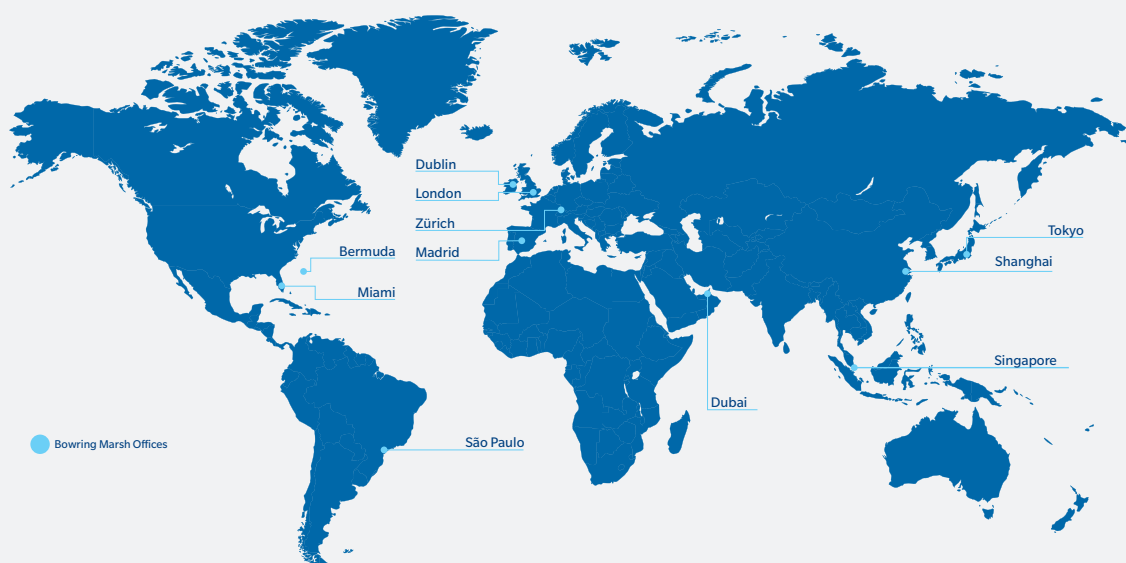 Dublin
London
Zürich
Madrid
Bermuda
Miami
Tokyo
Shanghai
Singapore
Dubai
São Paulo
Bowring Marsh Offices